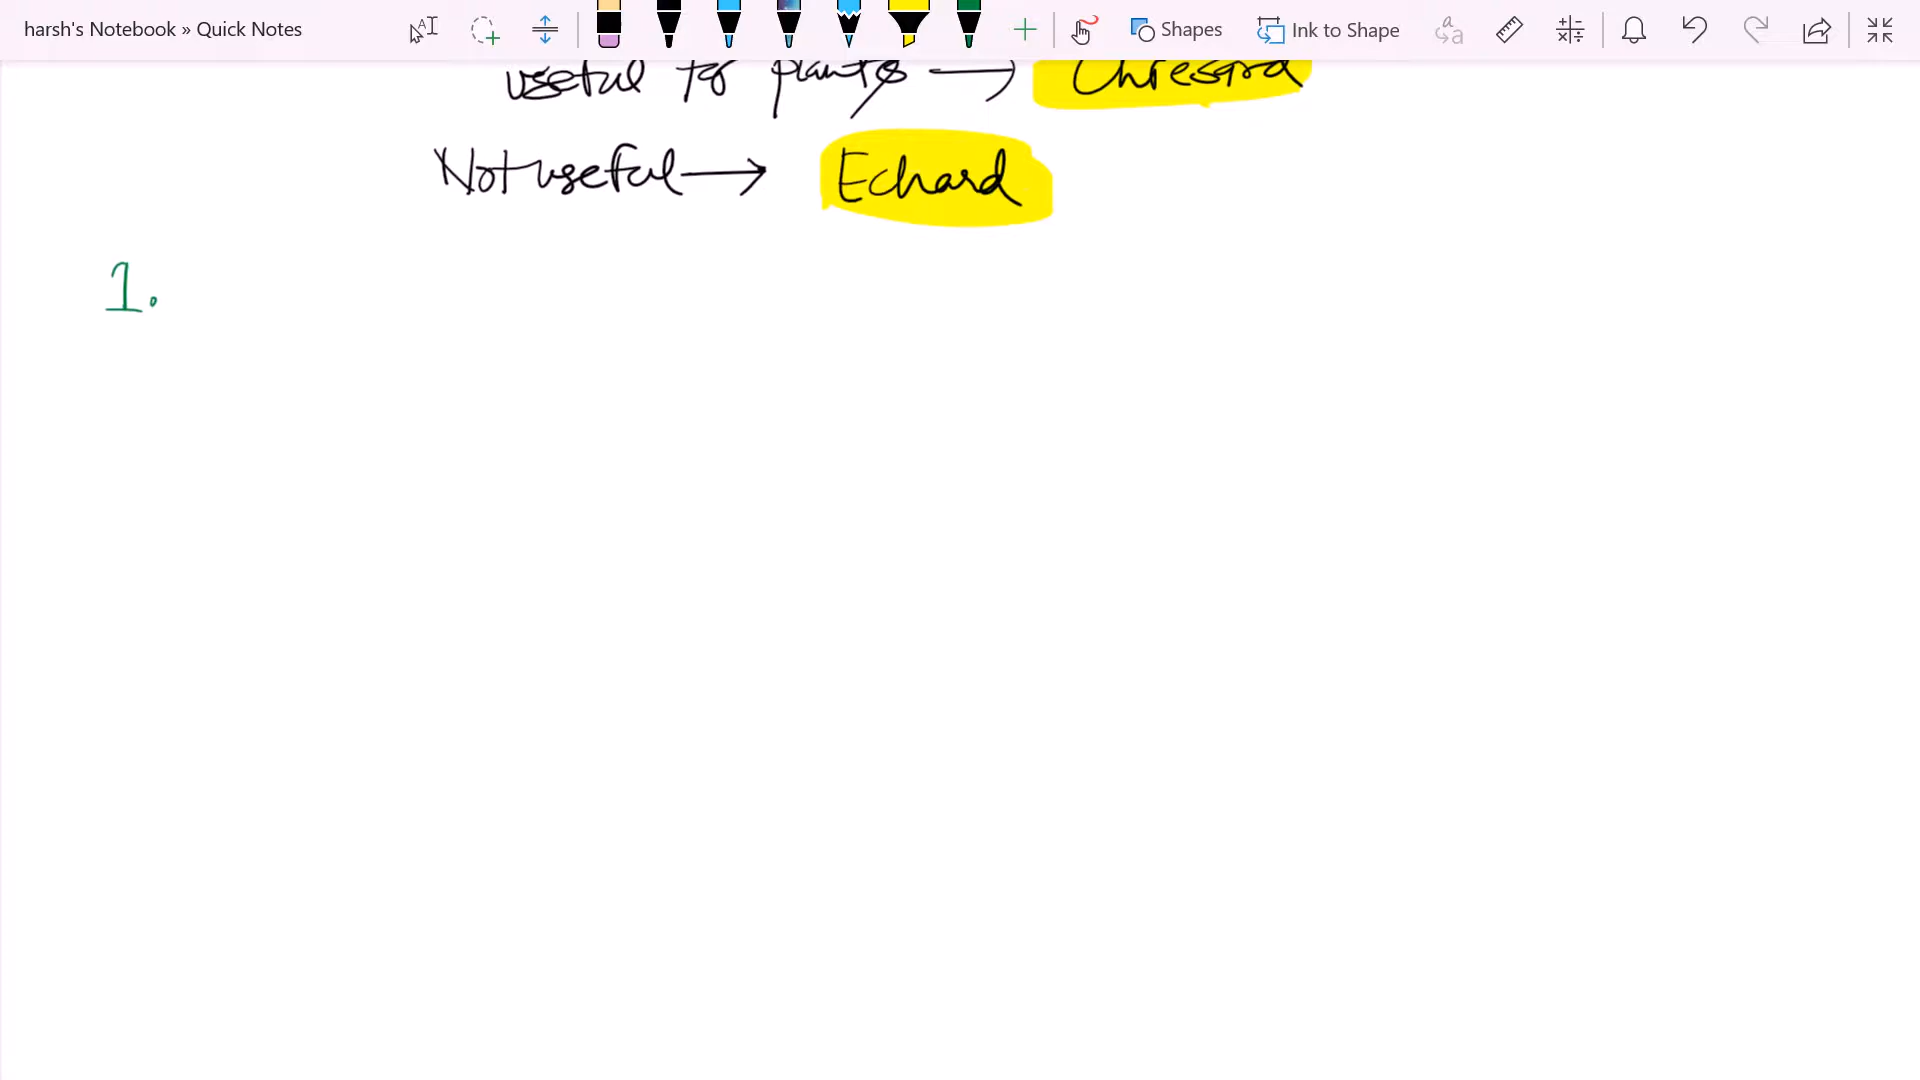 harsh's Notebook » Quick Notes Shapes Ink to Shape
useful for plants → Chresard
Not useful → Echard
1.